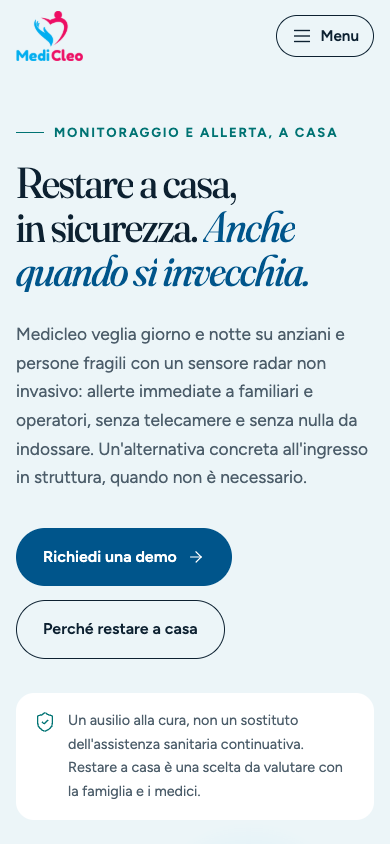 MediCleo
Menu
MONITORAGGIO E ALLERTA, A CASA
Restare a casa,
in sicurezza. Anche
quando si invecchia.
Medicleo veglia giorno e notte su anziani e
persone fragili con un sensore radar non
invasivo: allerte immediate a familiari e
operatori, senza telecamere e senza nulla da
indossare. Un'alternativa concreta all'ingresso
in struttura, quando non è necessario.
Richiedi una demo
Perché restare a casa
Un ausilio alla cura, non un sostituto
dell'assistenza sanitaria continuativa.
Restare a casa è una scelta da valutare con
la famiglia e i medici.